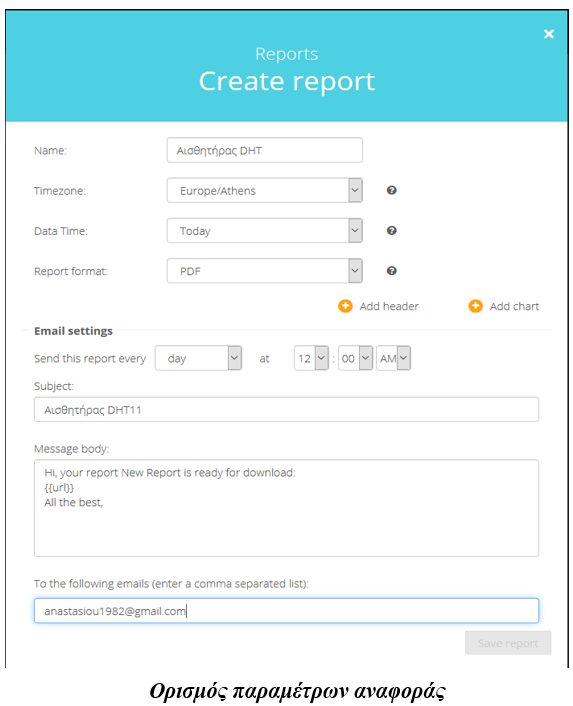 Reports
Create report
Name: Αισθητήρας DHT
Timezone: Europe/Athens
Data Time: Today
Report format: PDF
Add header Add chart
Email settings
Send this report every day at 12 : 00 AM
Subject:
Αισθητήρας DHT11
Message body:
Hi, your report New Report is ready for download:
{{url}}
All the best,
To the following emails (enter a comma separated list):
anastasiou1982@gmail.com
Save report
Ορισμός παραμέτρων αναφοράς